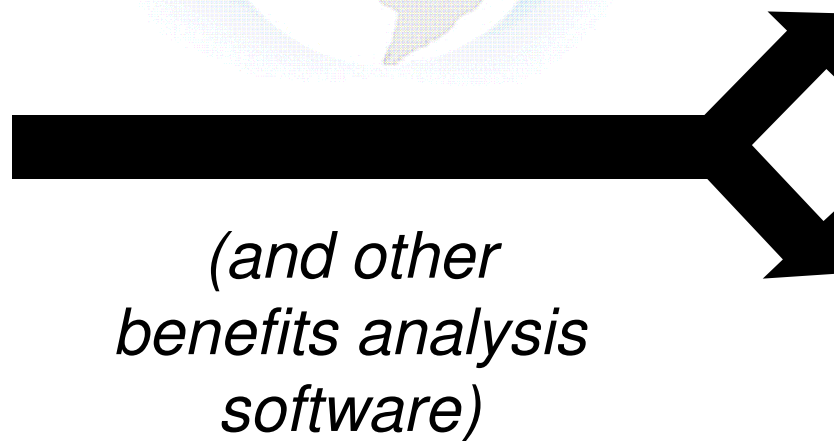 (and other
benefits analysis
software)